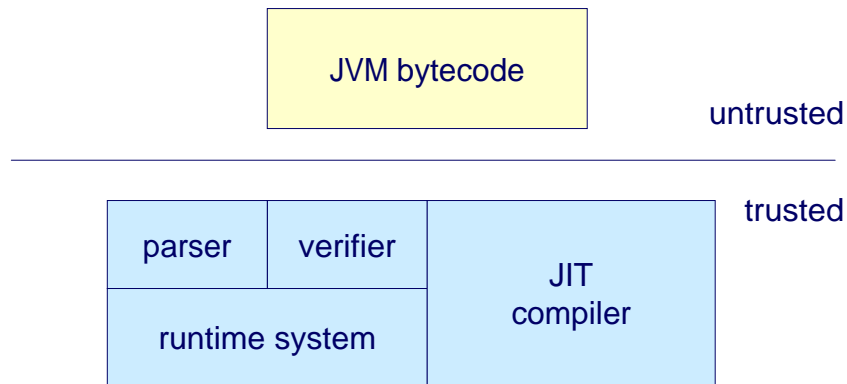 JVM bytecode
untrusted
trusted
parser
verifier
JIT
compiler
runtime system